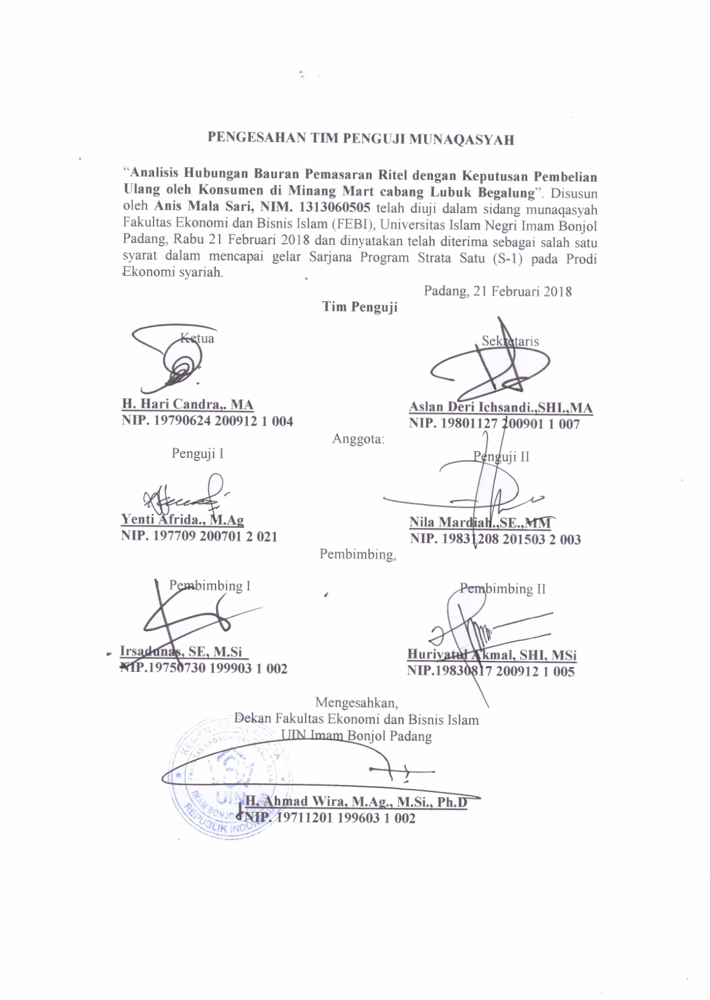 PENGESAHAN TIM PENGUJI MUNAQASYAH
“Analisis Hubungan Bauran Pemasaran Ritel dengan Keputusan Pembelian
Ulang oleh Konsumen di Minang Mart cabang Lubuk Begalung”. Disusun
oleh Anis Mala Sari, NIM. 1313060505 telah diuji dalam sidang munaqasyah
Fakultas Ekonomi dan Bisnis Islam (FEBI), Universitas Islam Negri Imam Bonjol
Padang, Rabu 21 Februari 2018 dan dinyatakan telah diterima sebagai salah satu
syarat dalam mencapai gelar Sarjana Program Strata Satu (S-1) pada Prodi
Ekonomi syariah.
Padang, 21 Februari 2018
Tim Penguji
Ketua
Sekretaris
H. Hari Candra,. MA
Aslan Deri Ichsandi.,SHI.,MA
NIP. 19790624 200912 1 004
NIP. 19801127 200901 1 007
Anggota:
Penguji I
Penguji II
Yenti Afrida., M.Ag
Nila Mardiah.,SE.,MM
NIP. 197709 200701 2 021
NIP. 19831208 201503 2 003
Pembimbing,
Pembimbing I
Pembimbing II
Irsadunas, SE, M.Si
Huriyatul Akmal, SHI, MSi
NIP.19750730 199903 1 002
NIP.19830817 200912 1 005
Mengesahkan,
Dekan Fakultas Ekonomi dan Bisnis Islam
UIN Imam Bonjol Padang
H. Ahmad Wira, M.Ag., M.Si., Ph.D
NIP. 19711201 199603 1 002
UIN
IMAM BONJOL PADANG
REPUBLIK INDONESIA